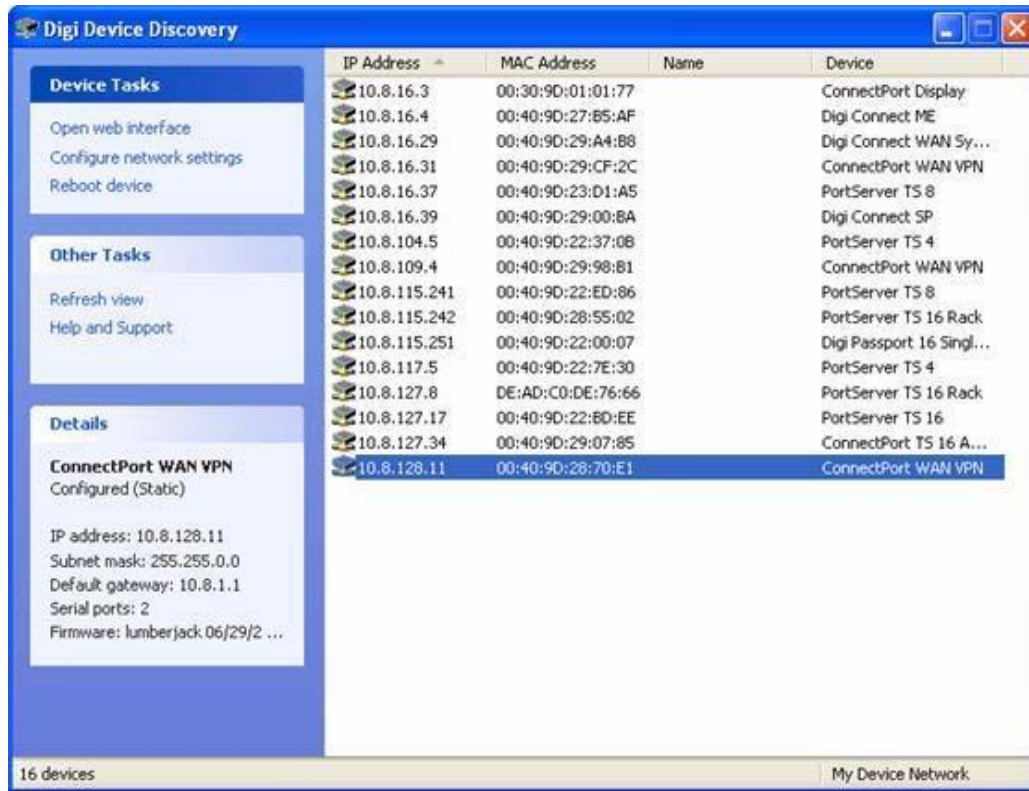 Digi Device Discovery
Device Tasks
Open web interface
Configure network settings
Reboot device
Other Tasks
Refresh view
Help and Support
Details
ConnectPort WAN VPN
Configured (Static)
IP address: 10.8.128.11
Subnet mask: 255.255.0.0
Default gateway: 10.8.1.1
Serial ports: 2
Firmware: lumberjack 06/29/2 ...
IP Address MAC Address Name Device
10.8.16.3 00:30:9D:01:01:77 ConnectPort Display
10.8.16.4 00:40:9D:27:B5:AF Digi Connect ME
10.8.16.29 00:40:9D:29:A4:B8 Digi Connect WAN Sy...
10.8.16.31 00:40:9D:29:CF:2C ConnectPort WAN VPN
10.8.16.37 00:40:9D:23:D1:A5 PortServer TS 8
10.8.16.39 00:40:9D:29:00:BA Digi Connect SP
10.8.104.5 00:40:9D:22:37:0B PortServer TS 4
10.8.109.4 00:40:9D:29:98:B1 ConnectPort WAN VPN
10.8.115.241 00:40:9D:22:ED:86 PortServer TS 8
10.8.115.242 00:40:9D:28:55:02 PortServer TS 16 Rack
10.8.115.251 00:40:9D:22:00:07 Digi Passport 16 Singl...
10.8.117.5 00:40:9D:22:7E:30 PortServer TS 4
10.8.127.8 DE:AD:C0:DE:76:66 PortServer TS 16 Rack
10.8.127.17 00:40:9D:22:BD:EE PortServer TS 16
10.8.127.34 00:40:9D:29:07:85 ConnectPort TS 16 A...
10.8.128.11 00:40:9D:28:70:E1 ConnectPort WAN VPN
16 devices My Device Network